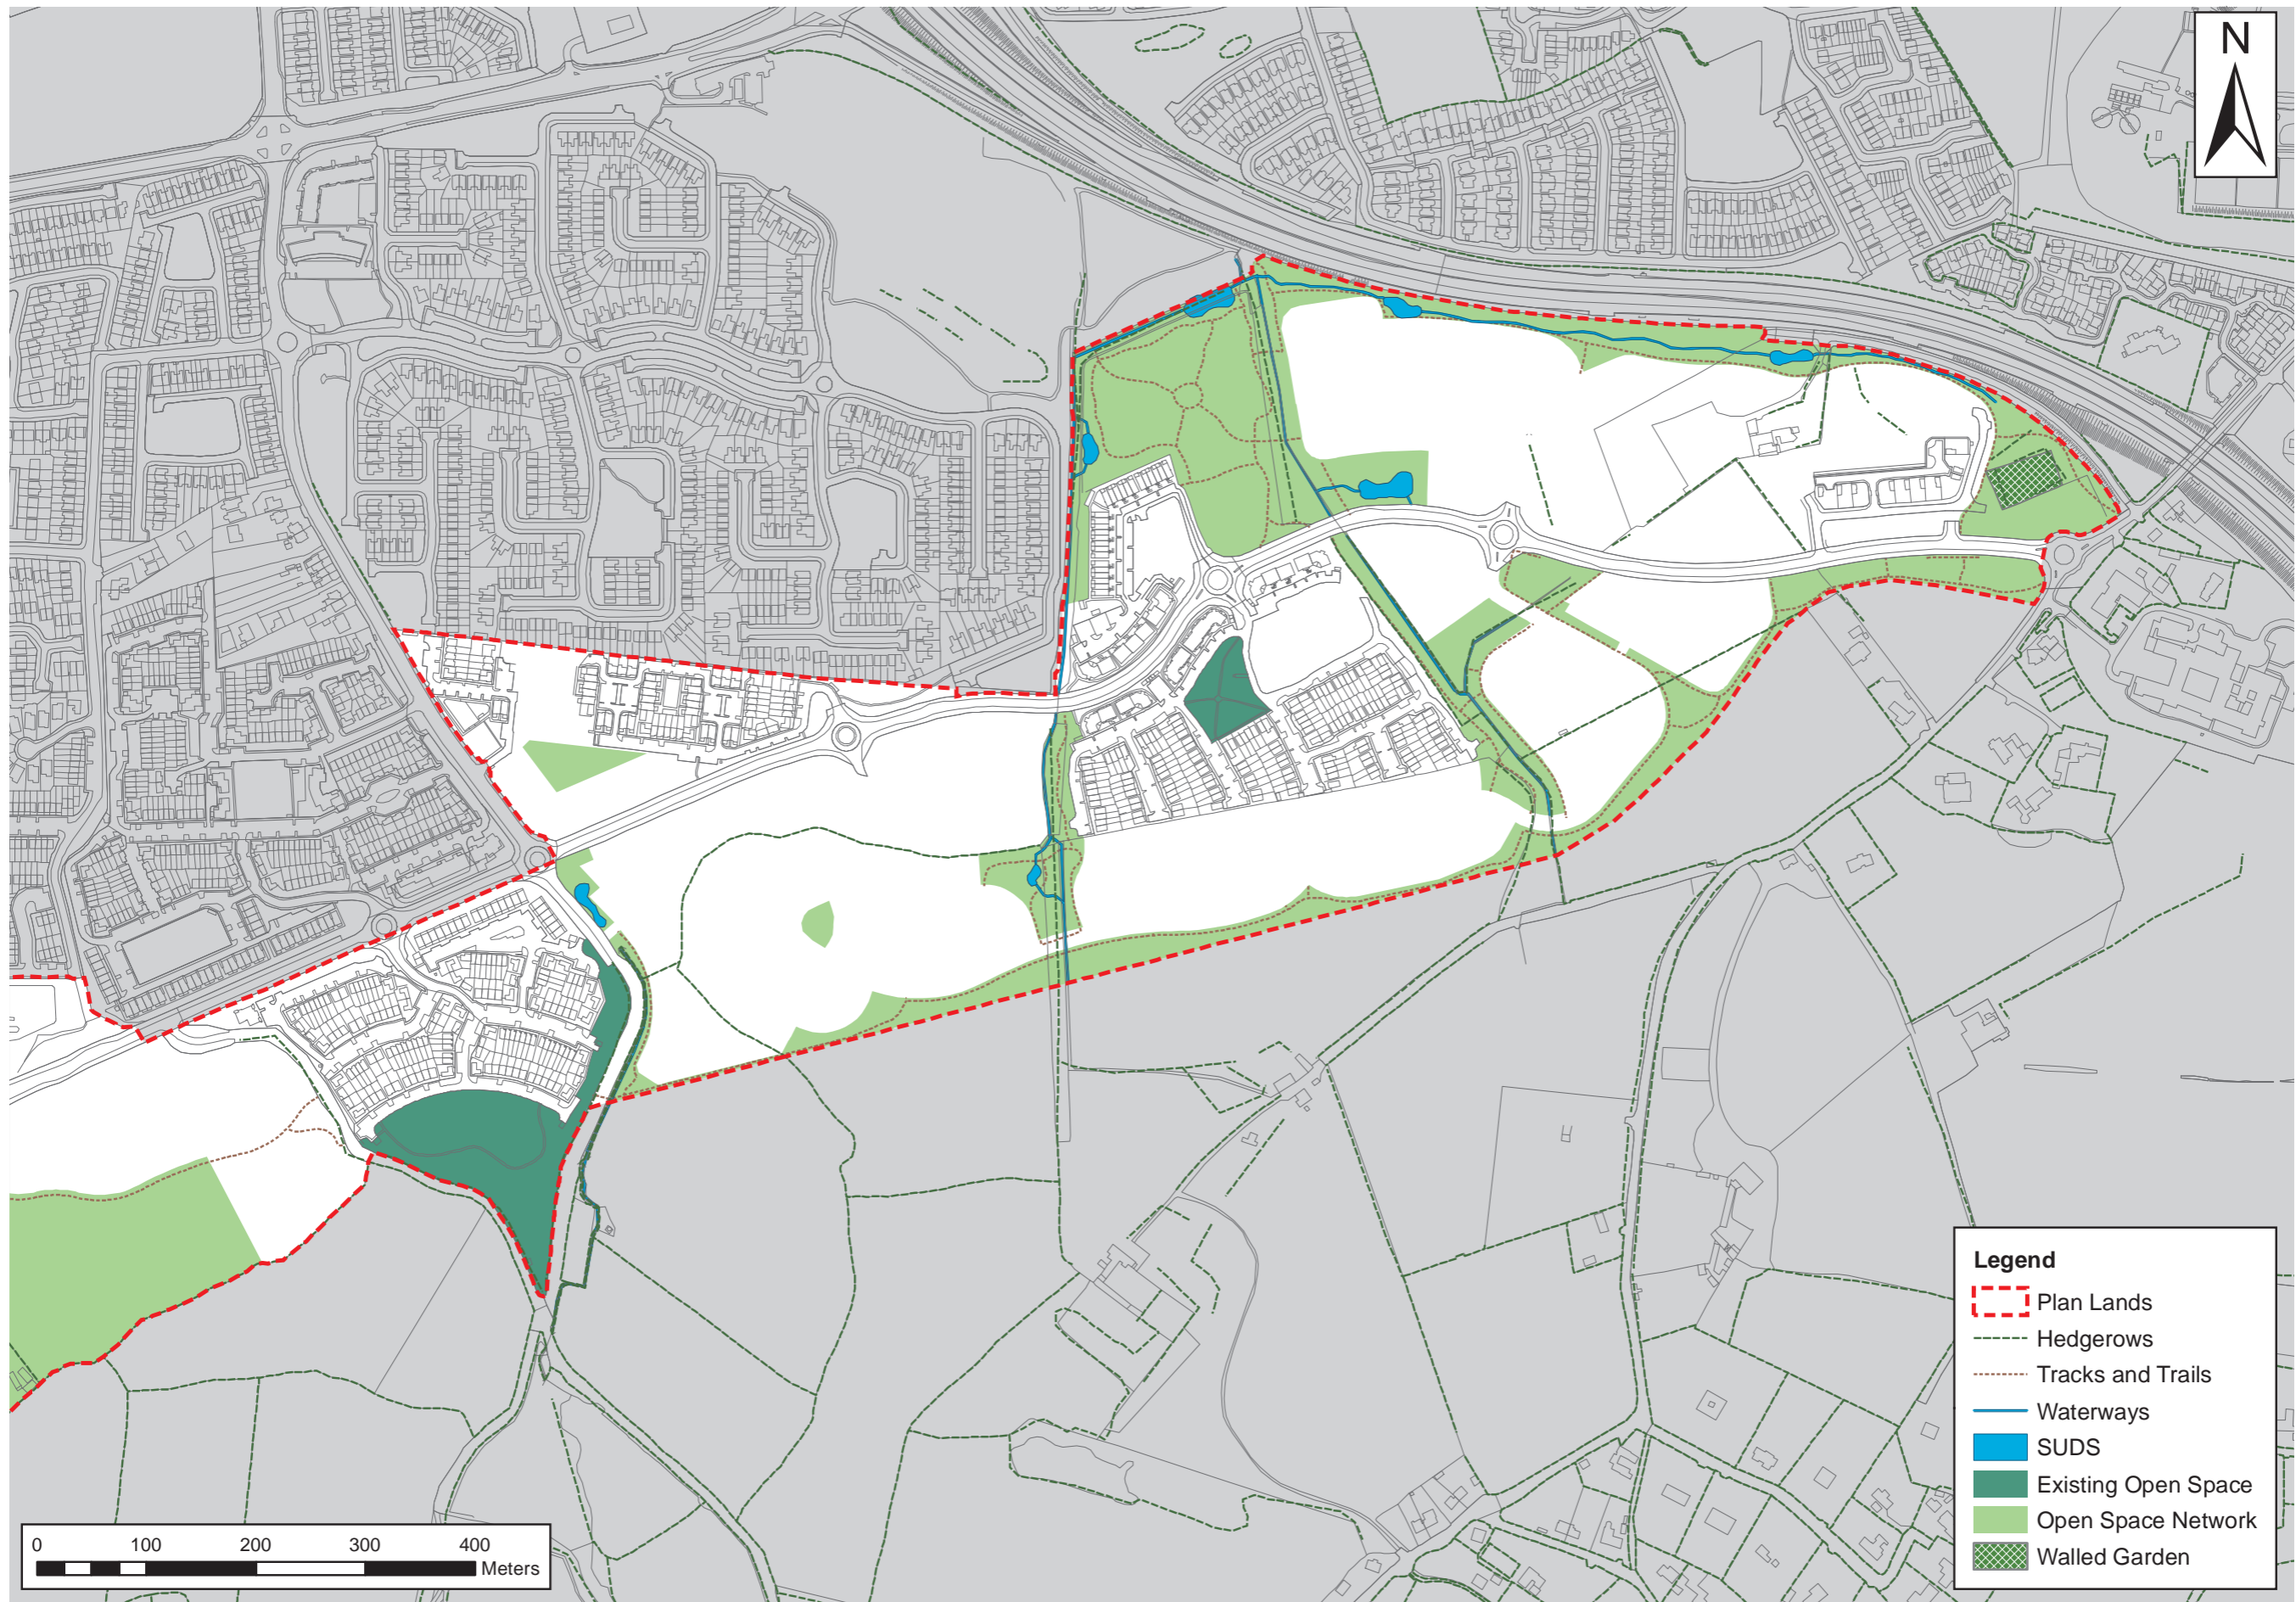 N
Legend
Plan Lands
Hedgerows
Tracks and Trails
Waterways
SUDS
Existing Open Space
Open Space Network
Walled Garden
0 100 200 300 400
Meters